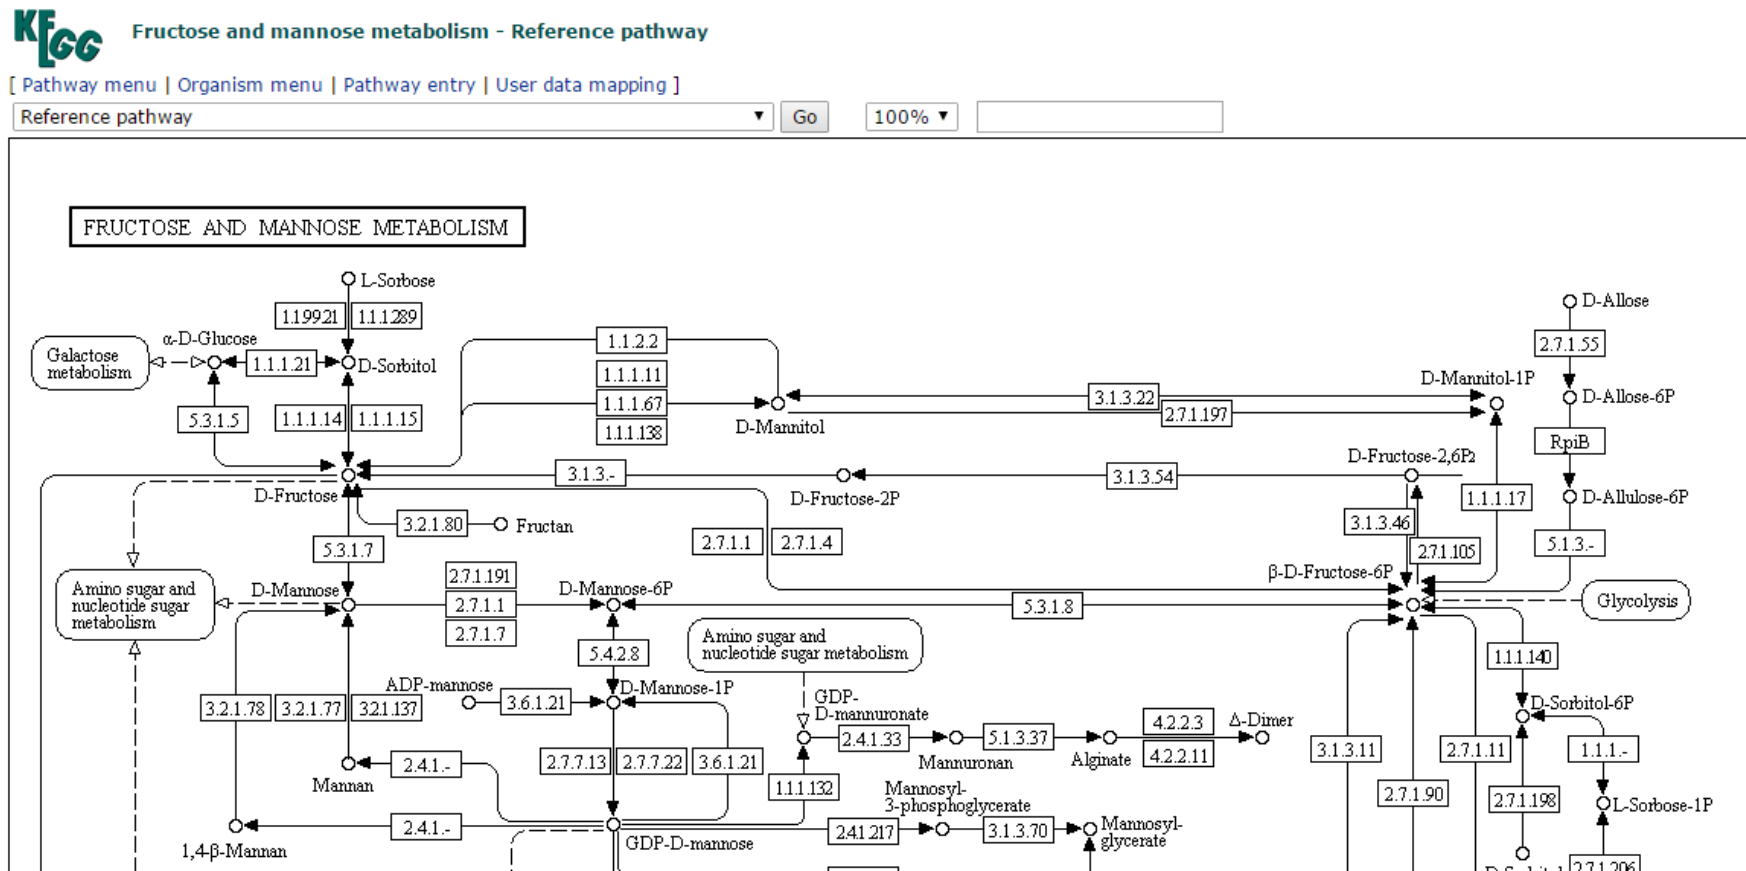 KEGG
Fructose and mannose metabolism - Reference pathway
[ Pathway menu | Organism menu | Pathway entry | User data mapping ]
Reference pathway
Go
100%
FRUCTOSE AND MANNOSE METABOLISM
L-Sorbose
D-Allose
1.1.99.21
1.1.1.289
α-D-Glucose
1.1.2.2
2.7.1.55
Galactose
metabolism
1.1.1.21
D-Sorbitol
1.1.1.11
D-Mannitol-1P
3.1.3.22
D-Allose-6P
5.3.1.5
1.1.1.14
1.1.1.15
1.1.1.67
2.7.1.197
D-Mannitol
1.1.1.138
RpiB
D-Fructose-2,6P2
3.1.3.-
3.1.3.54
D-Fructose
D-Fructose-2P
1.1.1.17
D-Allulose-6P
3.2.1.80
Fructan
3.1.3.46
5.3.1.7
2.7.1.1
2.7.1.4
2.7.1.105
5.1.3.-
2.7.1.191
β-D-Fructose-6P
Amino sugar and
nucleotide sugar
metabolism
D-Mannose
D-Mannose-6P
2.7.1.1
5.3.1.8
Glycolysis
2.7.1.7
Amino sugar and
nucleotide sugar metabolism
5.4.2.8
1.1.1.140
ADP-mannose
D-Mannose-1P
3.6.1.21
GDP-
D-mannuronate
D-Sorbitol-6P
3.2.1.78
3.2.1.77
3.2.1.137
4.2.2.3
Δ-Dimer
2.4.1.33
5.1.3.37
4.2.2.11
3.1.3.11
2.7.1.11
1.1.1.-
2.4.1.-
2.7.7.13
2.7.7.22
3.6.1.21
Mannuronan
Alginate
Mannan
1.1.1.132
Mannosyl-
3-phosphoglycerate
2.7.1.90
2.7.1.198
L-Sorbose-1P
2.4.1.-
2.4.1.217
3.1.3.70
Mannosyl-
glycerate
1,4-β-Mannan
GDP-D-mannose
2.7.1.206